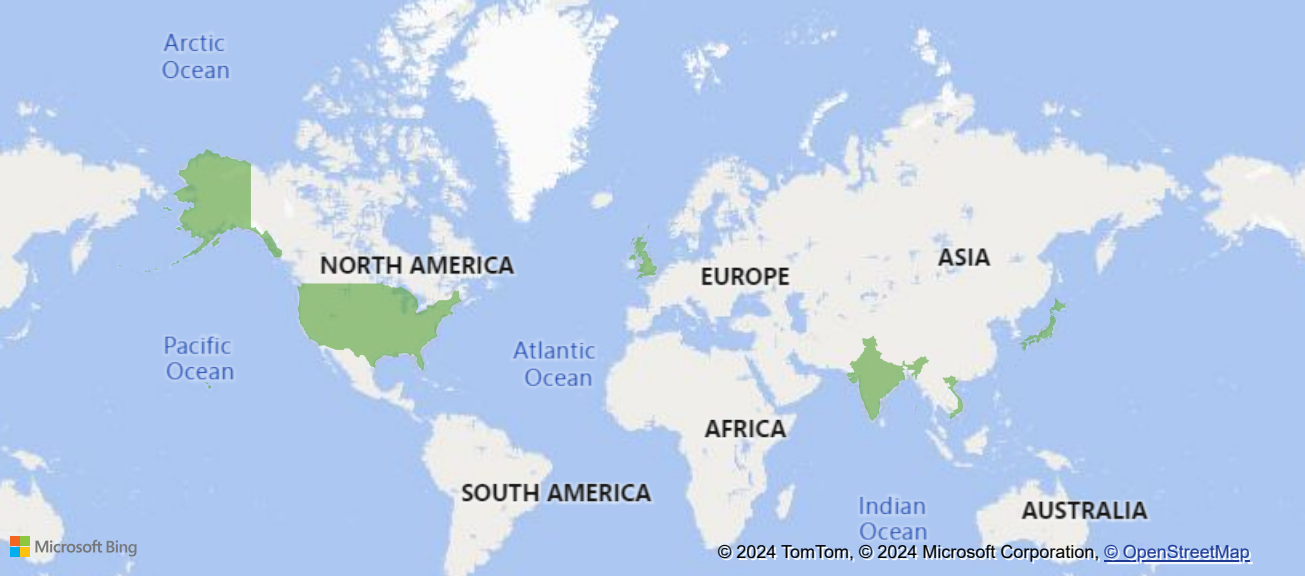 Arctic
Ocean
NORTH AMERICA
EUROPE
ASIA
Pacific
Ocean
Atlantic
Ocean
AFRICA
SOUTH AMERICA
Indian
Ocean
AUSTRALIA
Microsoft Bing
© 2024 TomTom, © 2024 Microsoft Corporation, © OpenStreetMap